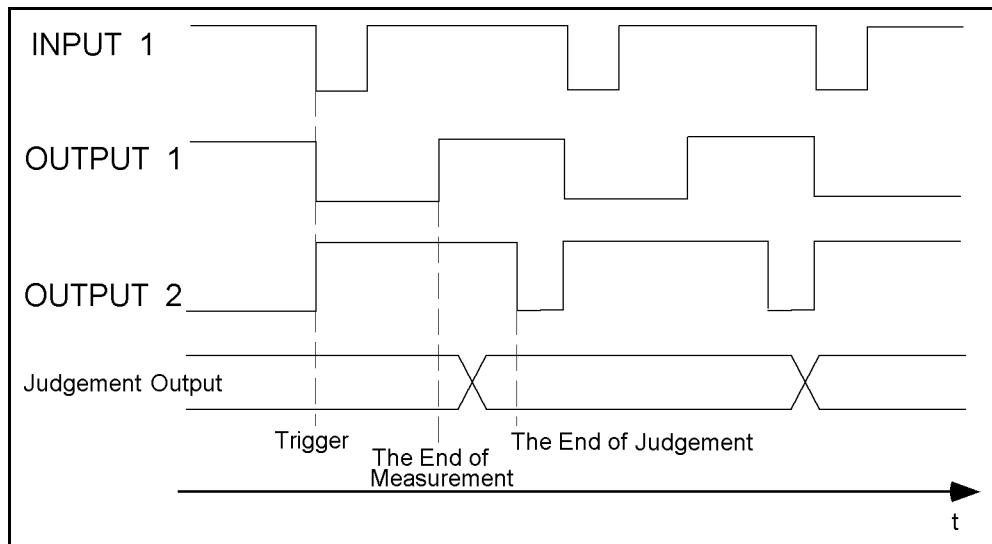 INPUT 1
OUTPUT 1
OUTPUT 2
Judgement Output
Trigger
The End of
Measurement
The End of Judgement
t